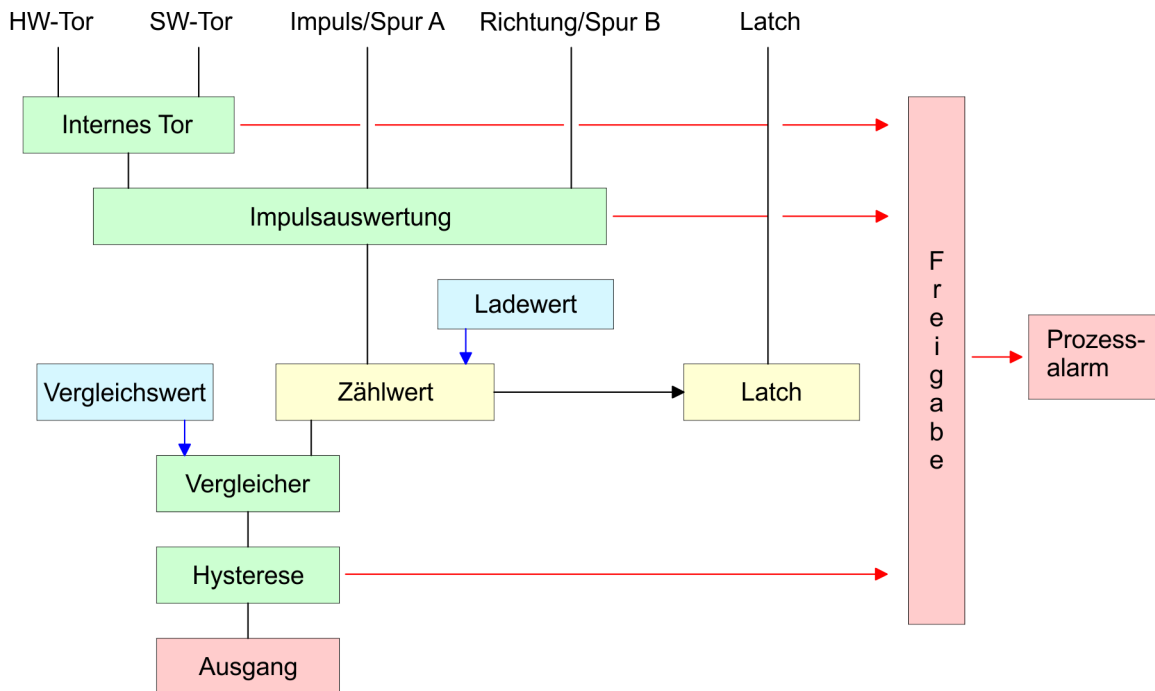 HW-Tor
SW-Tor
Impuls/Spur A
Richtung/Spur B
Latch
Internes Tor
Impulsauswertung
Ladewert
Vergleichswert
Zählwert
Latch
Vergleicher
Hysterese
Ausgang
Freigabe
Prozess-
alarm